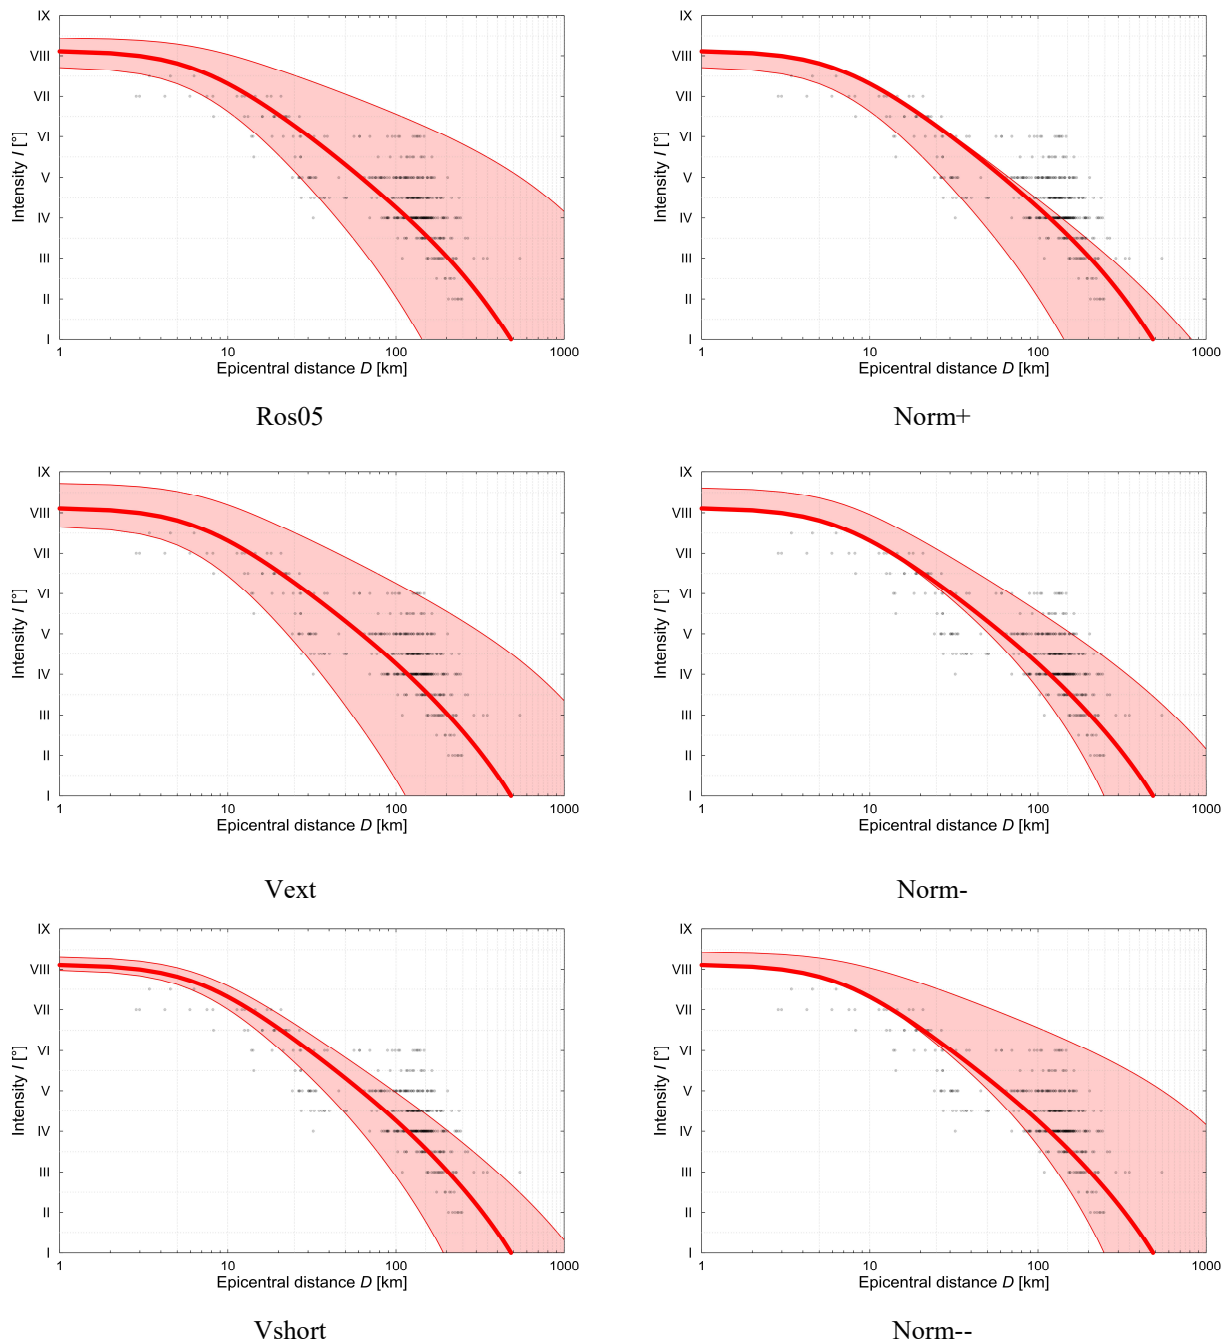 IX
VIII
VII
VI
V
IV
III
II
I
Intensity I [°]
1
10
100
1000
Epicentral distance D [km]
Ros05
IX
VIII
VII
VI
V
IV
III
II
I
Intensity I [°]
1
10
100
1000
Epicentral distance D [km]
Norm+
IX
VIII
VII
VI
V
IV
III
II
I
Intensity I [°]
1
10
100
1000
Epicentral distance D [km]
Vext
IX
VIII
VII
VI
V
IV
III
II
I
Intensity I [°]
1
10
100
1000
Epicentral distance D [km]
Norm-
IX
VIII
VII
VI
V
IV
III
II
I
Intensity I [°]
1
10
100
1000
Epicentral distance D [km]
Vshort
IX
VIII
VII
VI
V
IV
III
II
I
Intensity I [°]
1
10
100
1000
Epicentral distance D [km]
Norm--